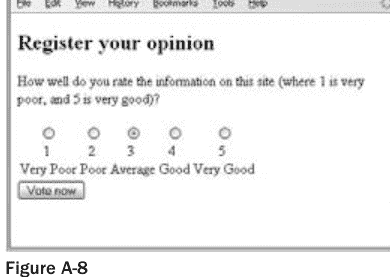 File Edit View History Bookmarks Tools Help
Register your opinion
How well do you rate the information on this site (where 1 is very
poor, and 5 is very good)?
1 2 3 4 5
Very Poor Poor Average Good Very Good
Vote now
Figure A-8